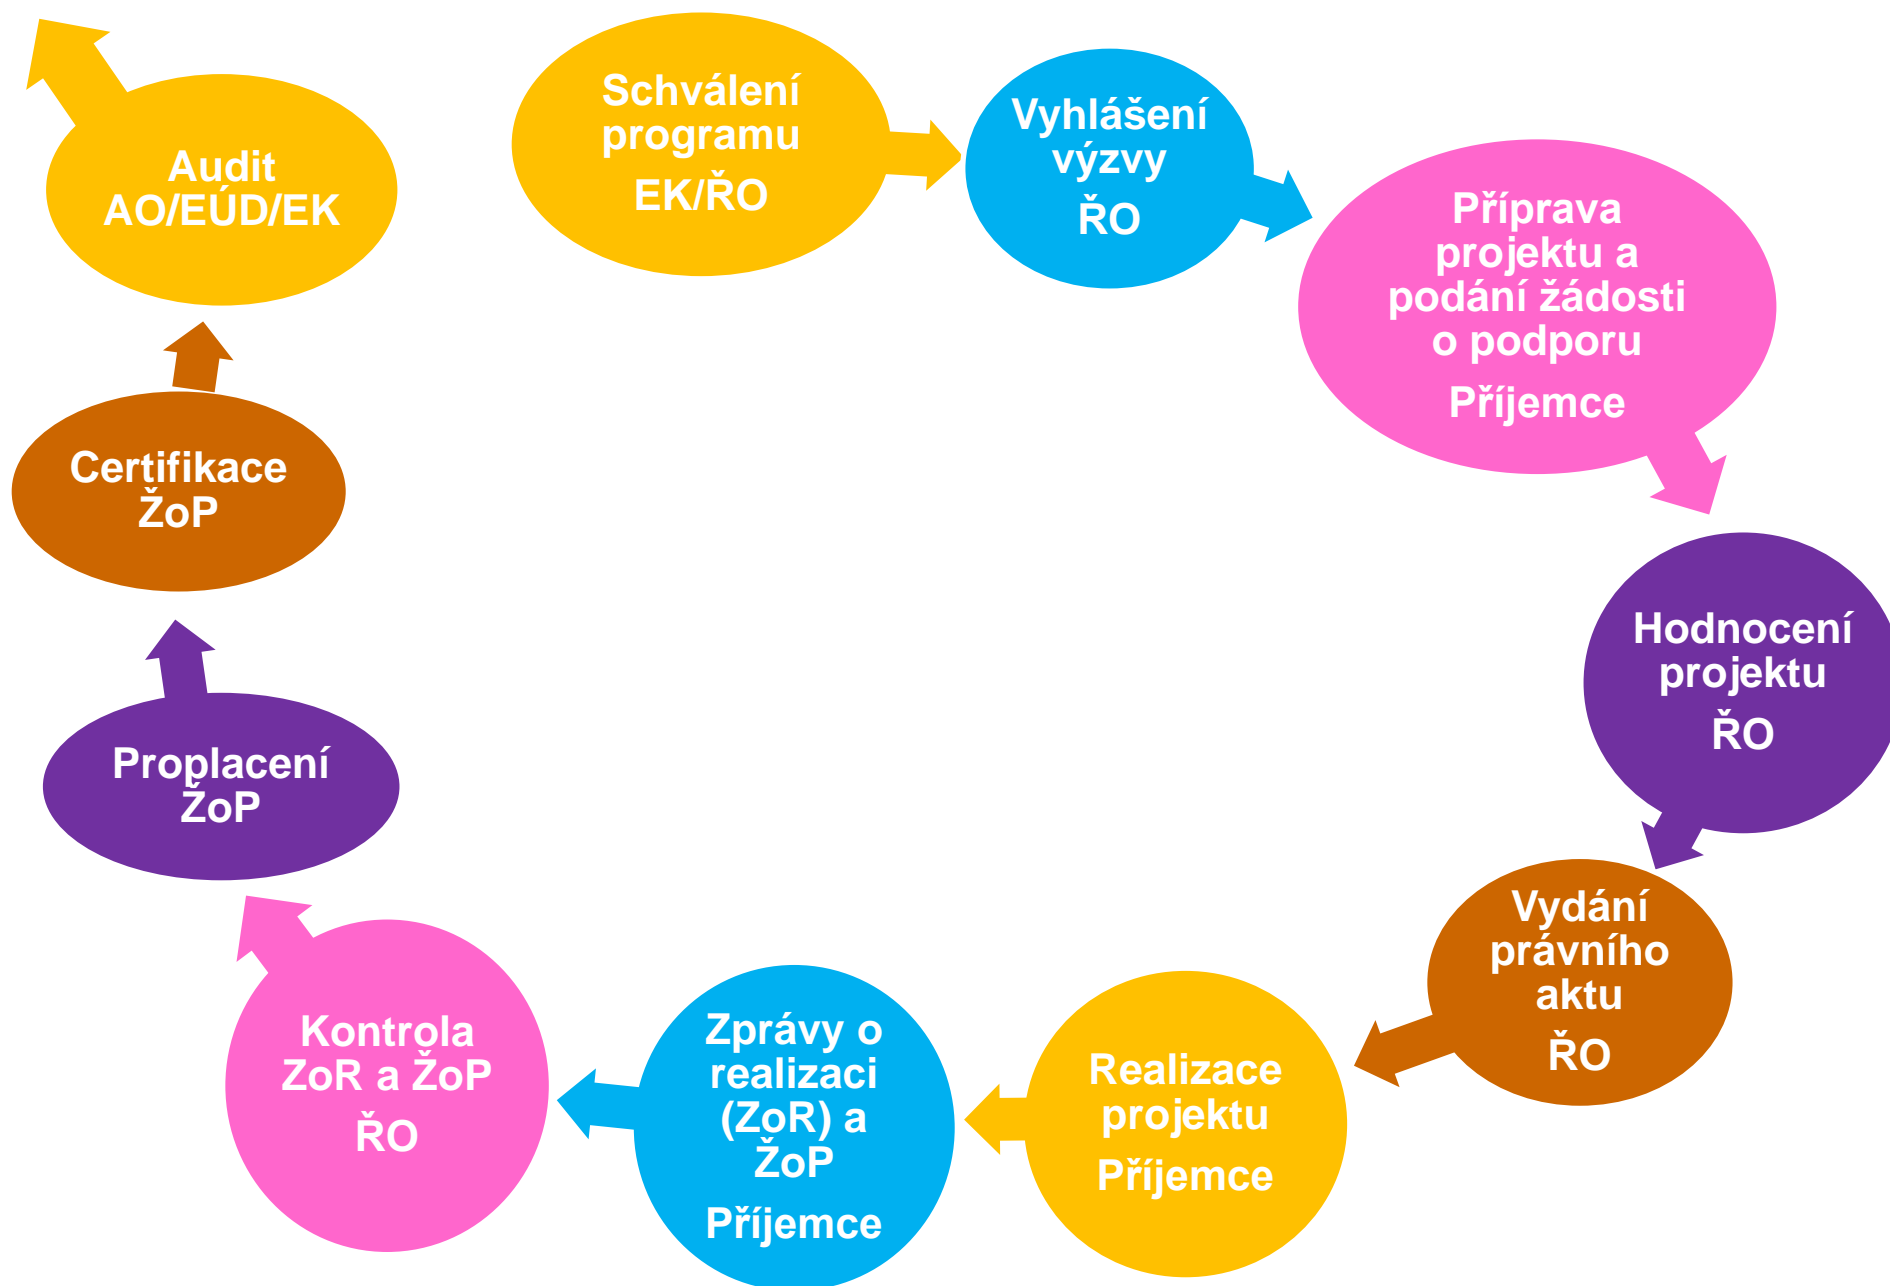 Schválení
programu
EK/ŘO
Vyhlášení
výzvy
ŘO
Příprava
projektu a
podání žádosti
o podporu
Příjemce
Hodnocení
projektu
ŘO
Vydání
právního
aktu
ŘO
Realizace
projektu
Příjemce
Zprávy o
realizaci
(ZoR) a
ŽoP
Příjemce
Kontrola
ZoR a ŽoP
ŘO
Proplacení
ŽoP
Certifikace
ŽoP
Audit
AO/EÚD/EK